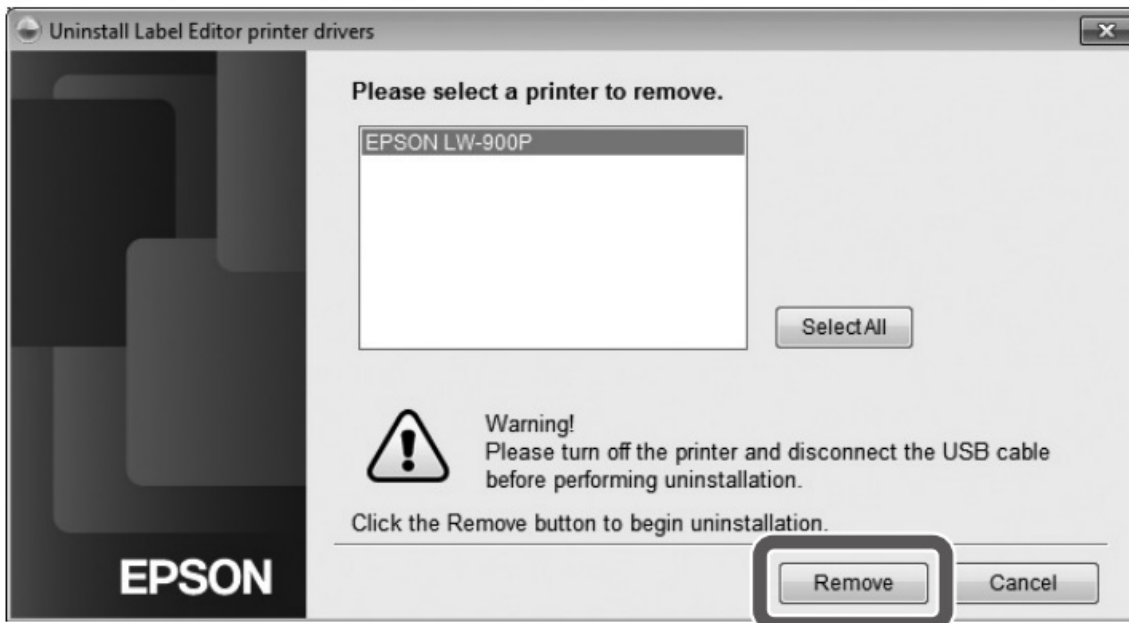 Uninstall Label Editor printer drivers
Please select a printer to remove.
EPSON LW-900P
Select All
Warning!
Please turn off the printer and disconnect the USB cable
before performing uninstallation.
Click the Remove button to begin uninstallation.
EPSON
Remove
Cancel